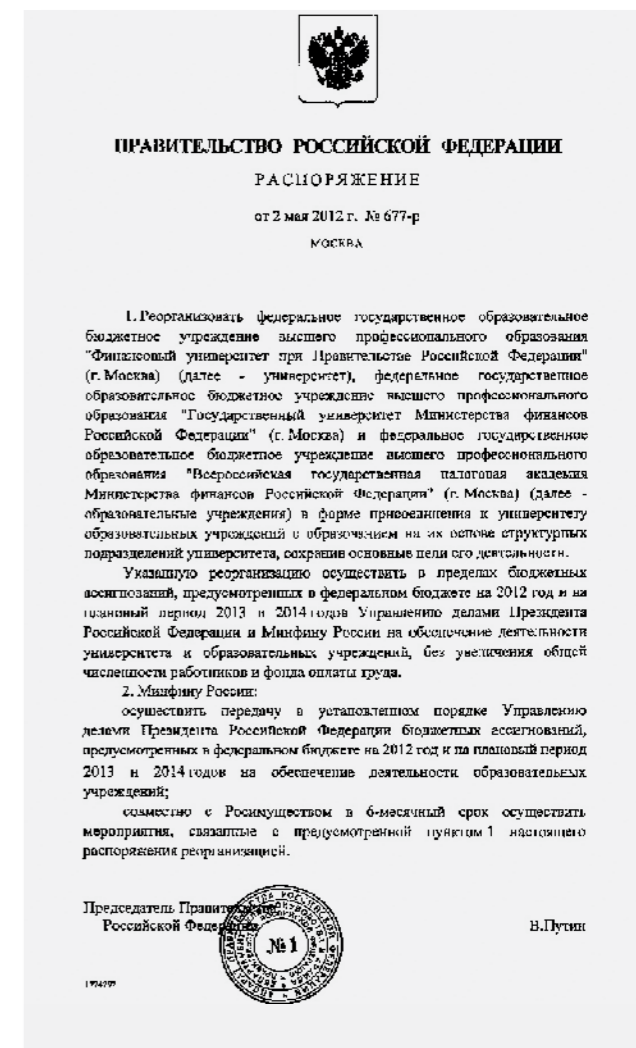 ПРАВИТЕЛЬСТВО РОССИЙСКОЙ ФЕДЕРАЦИИ
РАСПОРЯЖЕНИЕ
от 2 мая 2012 г. № 677-р
МОСКВА
1. Реорганизовать федеральное государственное образовательное
бюджетное учреждение высшего профессионального образования
"Финансовый университет при Правительстве Российской Федерации"
(г. Москва) (далее - университет), федеральное государственное
образовательное бюджетное учреждение высшего профессионального
образования "Государственный университет Министерства финансов
Российской Федерации" (г. Москва) и федеральное государственное
образовательное бюджетное учреждение высшего профессионального
образования "Всероссийская государственная налоговая академия
Министерства финансов Российской Федерации" (г. Москва) (далее -
образовательные учреждения) в форме присоединения к университету
образовательных учреждений с образованием на их основе структурных
подразделений университета, сохранив основные цели его деятельности.
Указанную реорганизацию осуществить в пределах бюджетных
ассигнований, предусмотренных в федеральном бюджете на 2012 год и на
плановый период 2013 и 2014 годов Управлению делами Президента
Российской Федерации и Минфину России на обеспечение деятельности
университета и образовательных учреждений, без увеличения общей
численности работников и фонда оплаты труда.
2. Минфину России:
осуществить передачу в установленном порядке Управлению
делами Президента Российской Федерации бюджетных ассигнований,
предусмотренных в федеральном бюджете на 2012 год и на плановый период
2013 и 2014 годов на обеспечение деятельности образовательных
учреждений;
совместно с Росимуществом в 6-месячный срок осуществить
мероприятия, связанные с предусмотренной пунктом 1 настоящего
распоряжения реорганизацией.
Председатель
Российской
В.Путин
№ 1